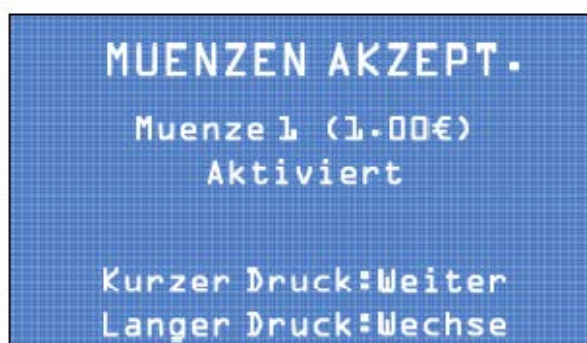 MUENZEN AKZEPT.
Muenze 1 (1.00€)
Aktiviert
Kurzer Druck:Weiter
Langer Druck:Wechse